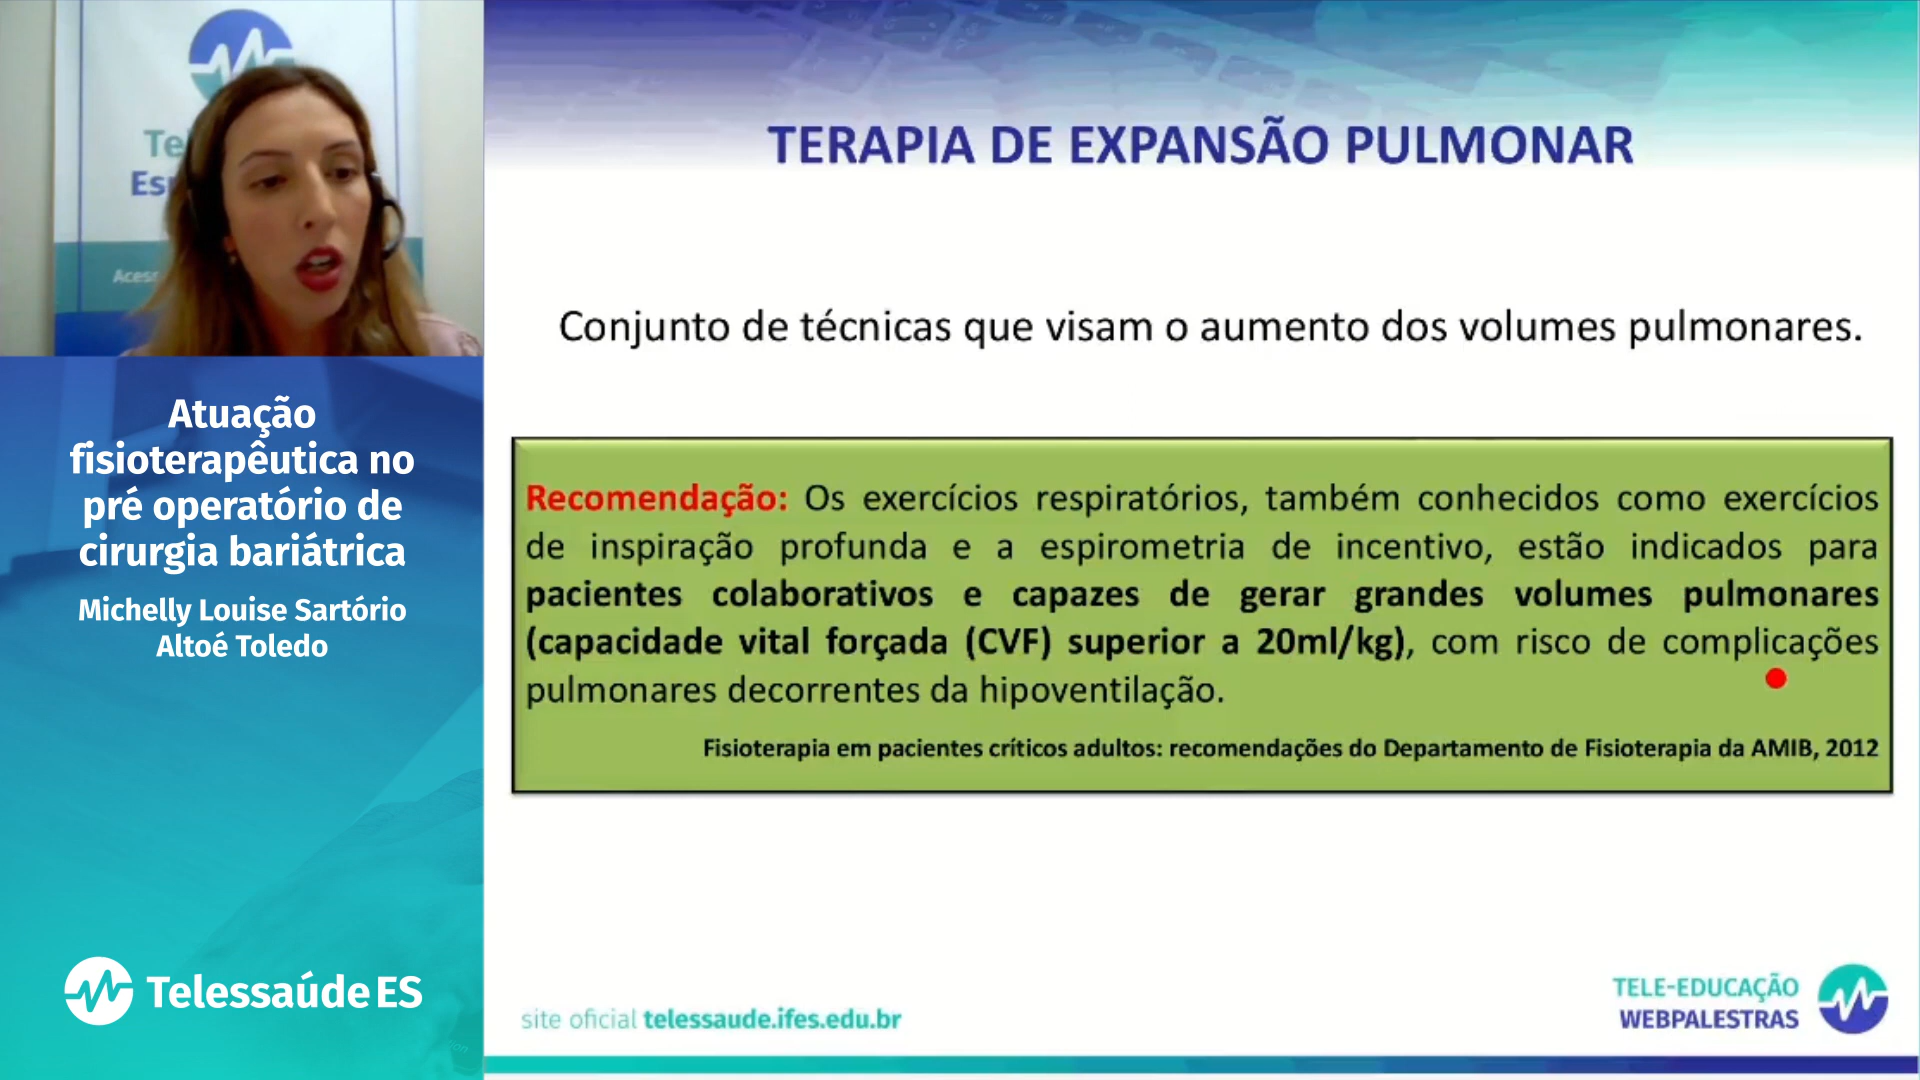 Atuação
fisioterapêutica no
pré operatório de
cirurgia bariátrica
Michelly Louise Sartório
Altoé Toledo
TelessaúdeES
TERAPIA DE EXPANSÃO PULMONAR
Conjunto de técnicas que visam o aumento dos volumes pulmonares.
Recomendação: Os exercícios respiratórios, também conhecidos como exercícios
de inspiração profunda e a espirometria de incentivo, estão indicados para
pacientes colaborativos e capazes de gerar grandes volumes pulmonares
(capacidade vital forçada (CVF) superior a 20ml/kg), com risco de complicações
pulmonares decorrentes da hipoventilação.
Fisioterapia em pacientes críticos adultos: recomendações do Departamento de Fisioterapia da AMIB, 2012
site oficial telessaude.ifes.edu.br
TELE-EDUCAÇÃO
WEBPALESTRAS